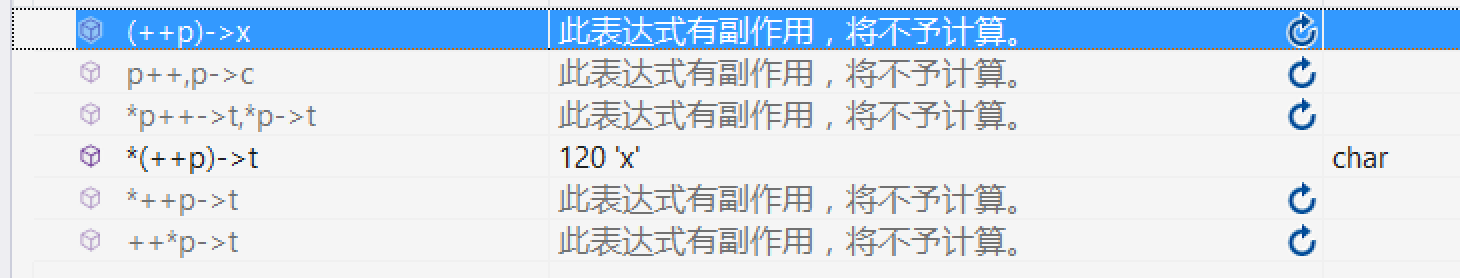 (++p)->x 此表达式有副作用，将不予计算。
p++,p->c 此表达式有副作用，将不予计算。
*p++->t,*p->t 此表达式有副作用，将不予计算。
*(++p)->t 120 'x' char
*++p->t 此表达式有副作用，将不予计算。
++*p->t 此表达式有副作用，将不予计算。